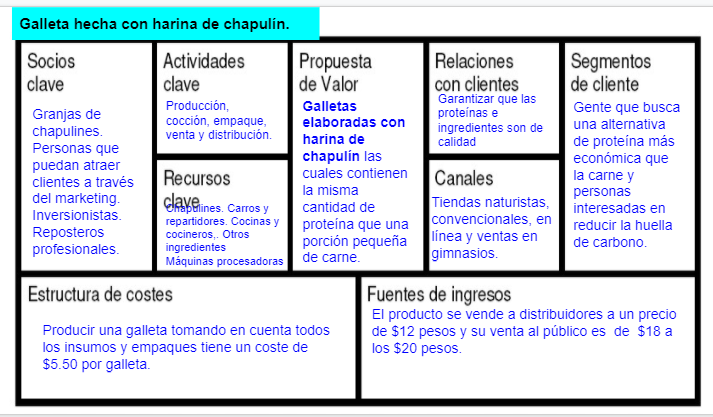 Galleta hecha con harina de chapulín.
Socios
clave
Granjas de
chapulines.
Personas que
puedan atraer
clientes a través
del marketing.
Inversionistas.
Reposteros
profesionales.
Actividades
clave
Producción,
cocción, empaque,
venta y distribución.
Recursos
clave
Chapulines. Carros y
repartidores. Cocinas y
cocineros,. Otros
ingredientes
Máquinas procesadoras
Propuesta
de Valor
Galletas
elaboradas con
harina de
chapulín las
cuales contienen
la misma
cantidad de
proteína que una
porción pequeña
de carne.
Relaciones
con clientes
Garantizar que las
proteínas e
ingredientes son de
calidad
Canales
Tiendas naturistas,
convencionales, en
línea y ventas en
gimnasios.
Segmentos
de cliente
Gente que busca
una alternativa
de proteína más
económica que
la carne y
personas
interesadas en
reducir la huella
de carbono.
Estructura de costes
Producir una galleta tomando en cuenta todos
los insumos y empaques tiene un coste de
$5.50 por galleta.
Fuentes de ingresos
El producto se vende a distribuidores a un precio
de $12 pesos y su venta al público es de $18 a
los $20 pesos.